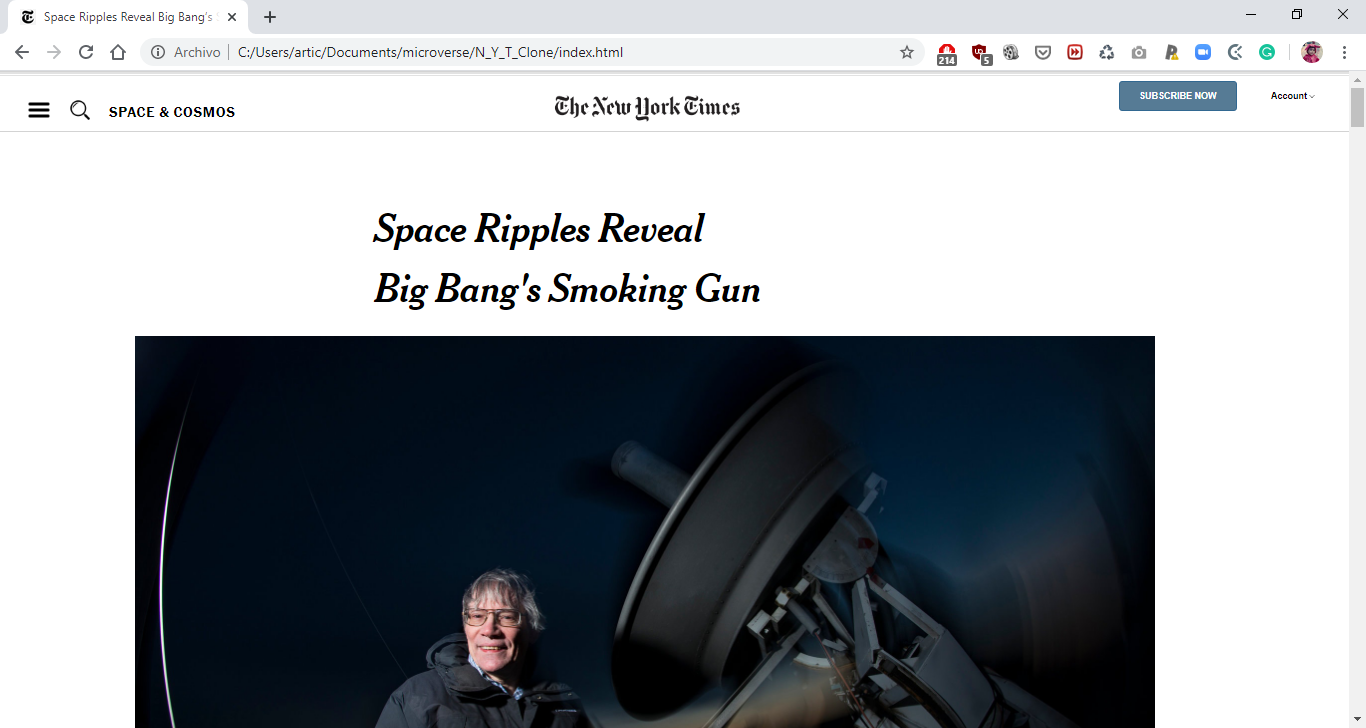 Space Ripples Reveal Big Bang's
Archivo
C:/Users/artic/Documents/microverse/N_Y_T_Clone/index.html
214
5
SPACE & COSMOS
The New York Times
SUBSCRIBE NOW
Account
Space Ripples Reveal
Big Bang's Smoking Gun